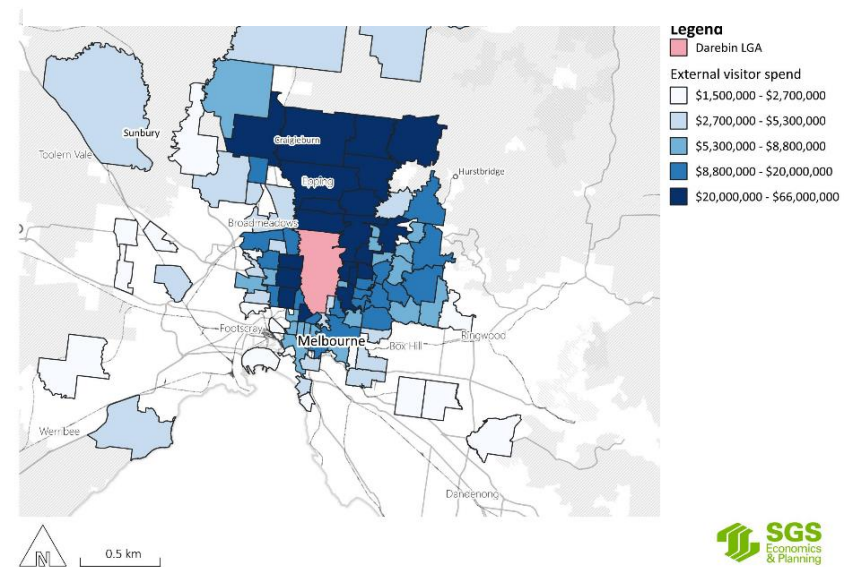 Legend
Darebin LGA
External visitor spend
$1,500,000 - $2,700,000
$2,700,000 - $5,300,000
$5,300,000 - $8,800,000
$8,800,000 - $20,000,000
$20,000,000 - $66,000,000
Sunbury
Toolern Vale
Craigieburn
Epping
Hurstbridge
Broadmeadows
Footscray
Melbourne
Box Hill
Ringwood
Werribee
Dandenong
N
0.5 km
SGS
Economics
& Planning